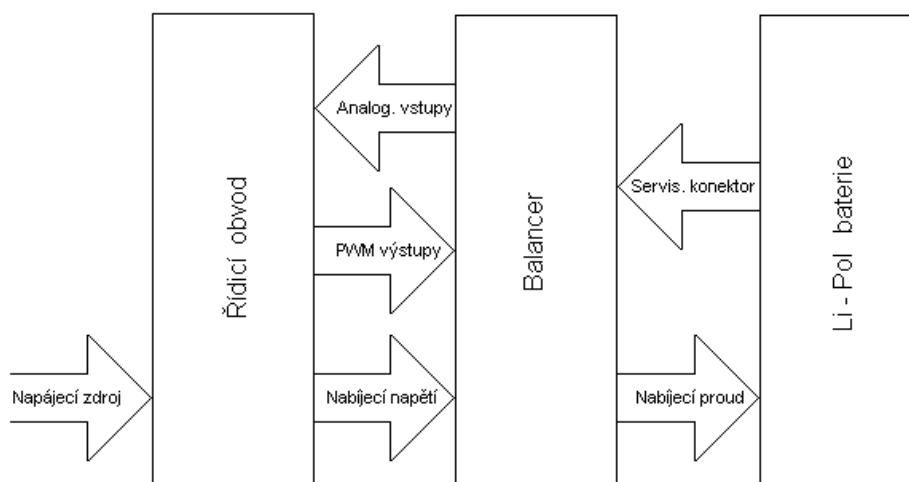 Řídicí obvod
Balancer
Li - Pol baterie
Analog. vstupy
Servis. konektor
PWM výstupy
Napájecí zdroj
Nabíjecí napětí
Nabíjecí proud